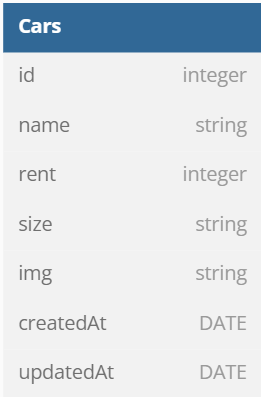 Cars
id integer
name string
rent integer
size string
img string
createdAt DATE
updatedAt DATE